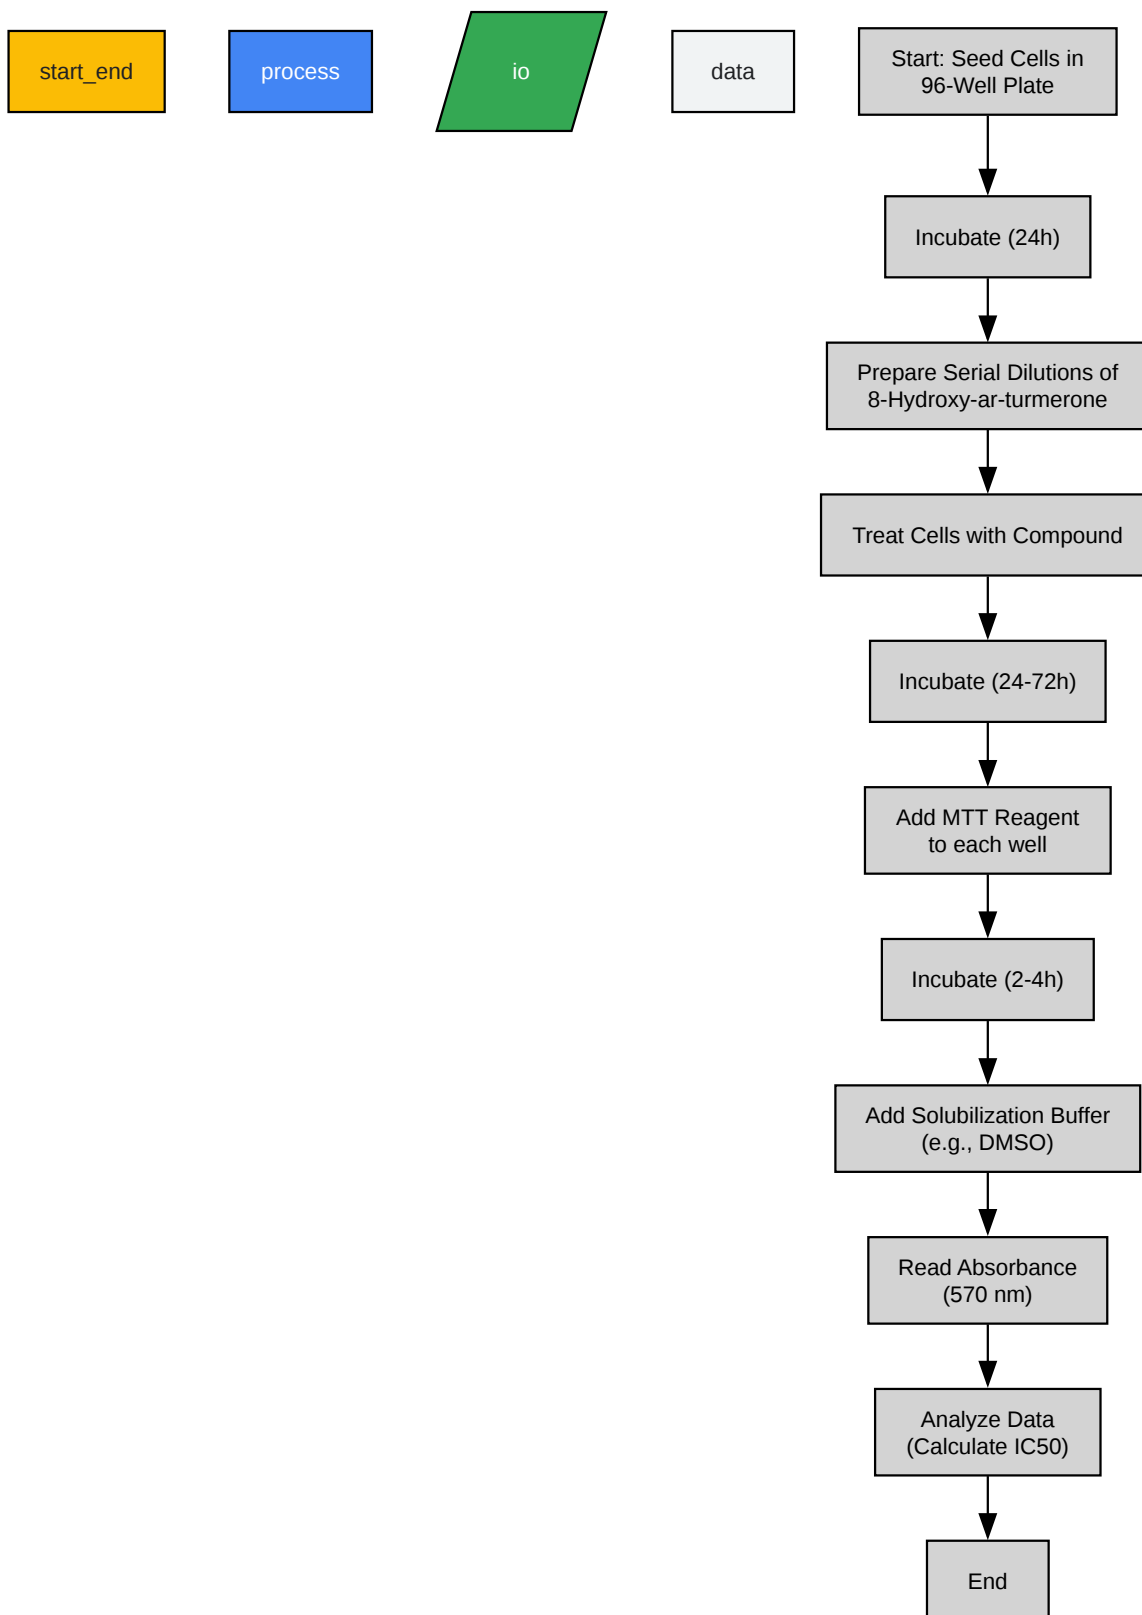 start_end
process
io
data
Start: Seed Cells in
96-Well Plate
Incubate (24h)
Prepare Serial Dilutions of
8-Hydroxy-ar-turmerone
Treat Cells with Compound
Incubate (24-72h)
Add MTT Reagent
to each well
Incubate (2-4h)
Add Solubilization Buffer
(e.g., DMSO)
Read Absorbance
(570 nm)
Analyze Data
(Calculate IC50)
End